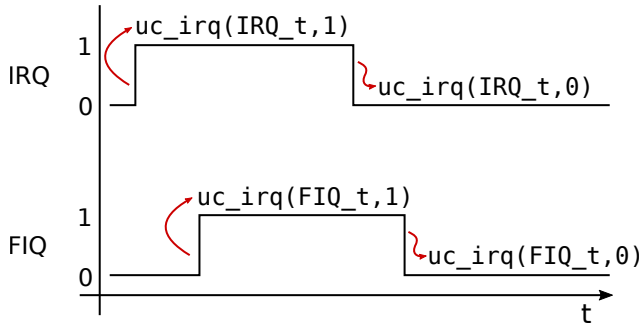 uc_irq(IRQ_t,1)
1
IRQ
0
uc_irq(IRQ_t,0)
uc_irq(FIQ_t,1)
1
FIQ
0
uc_irq(FIQ_t,0)
t